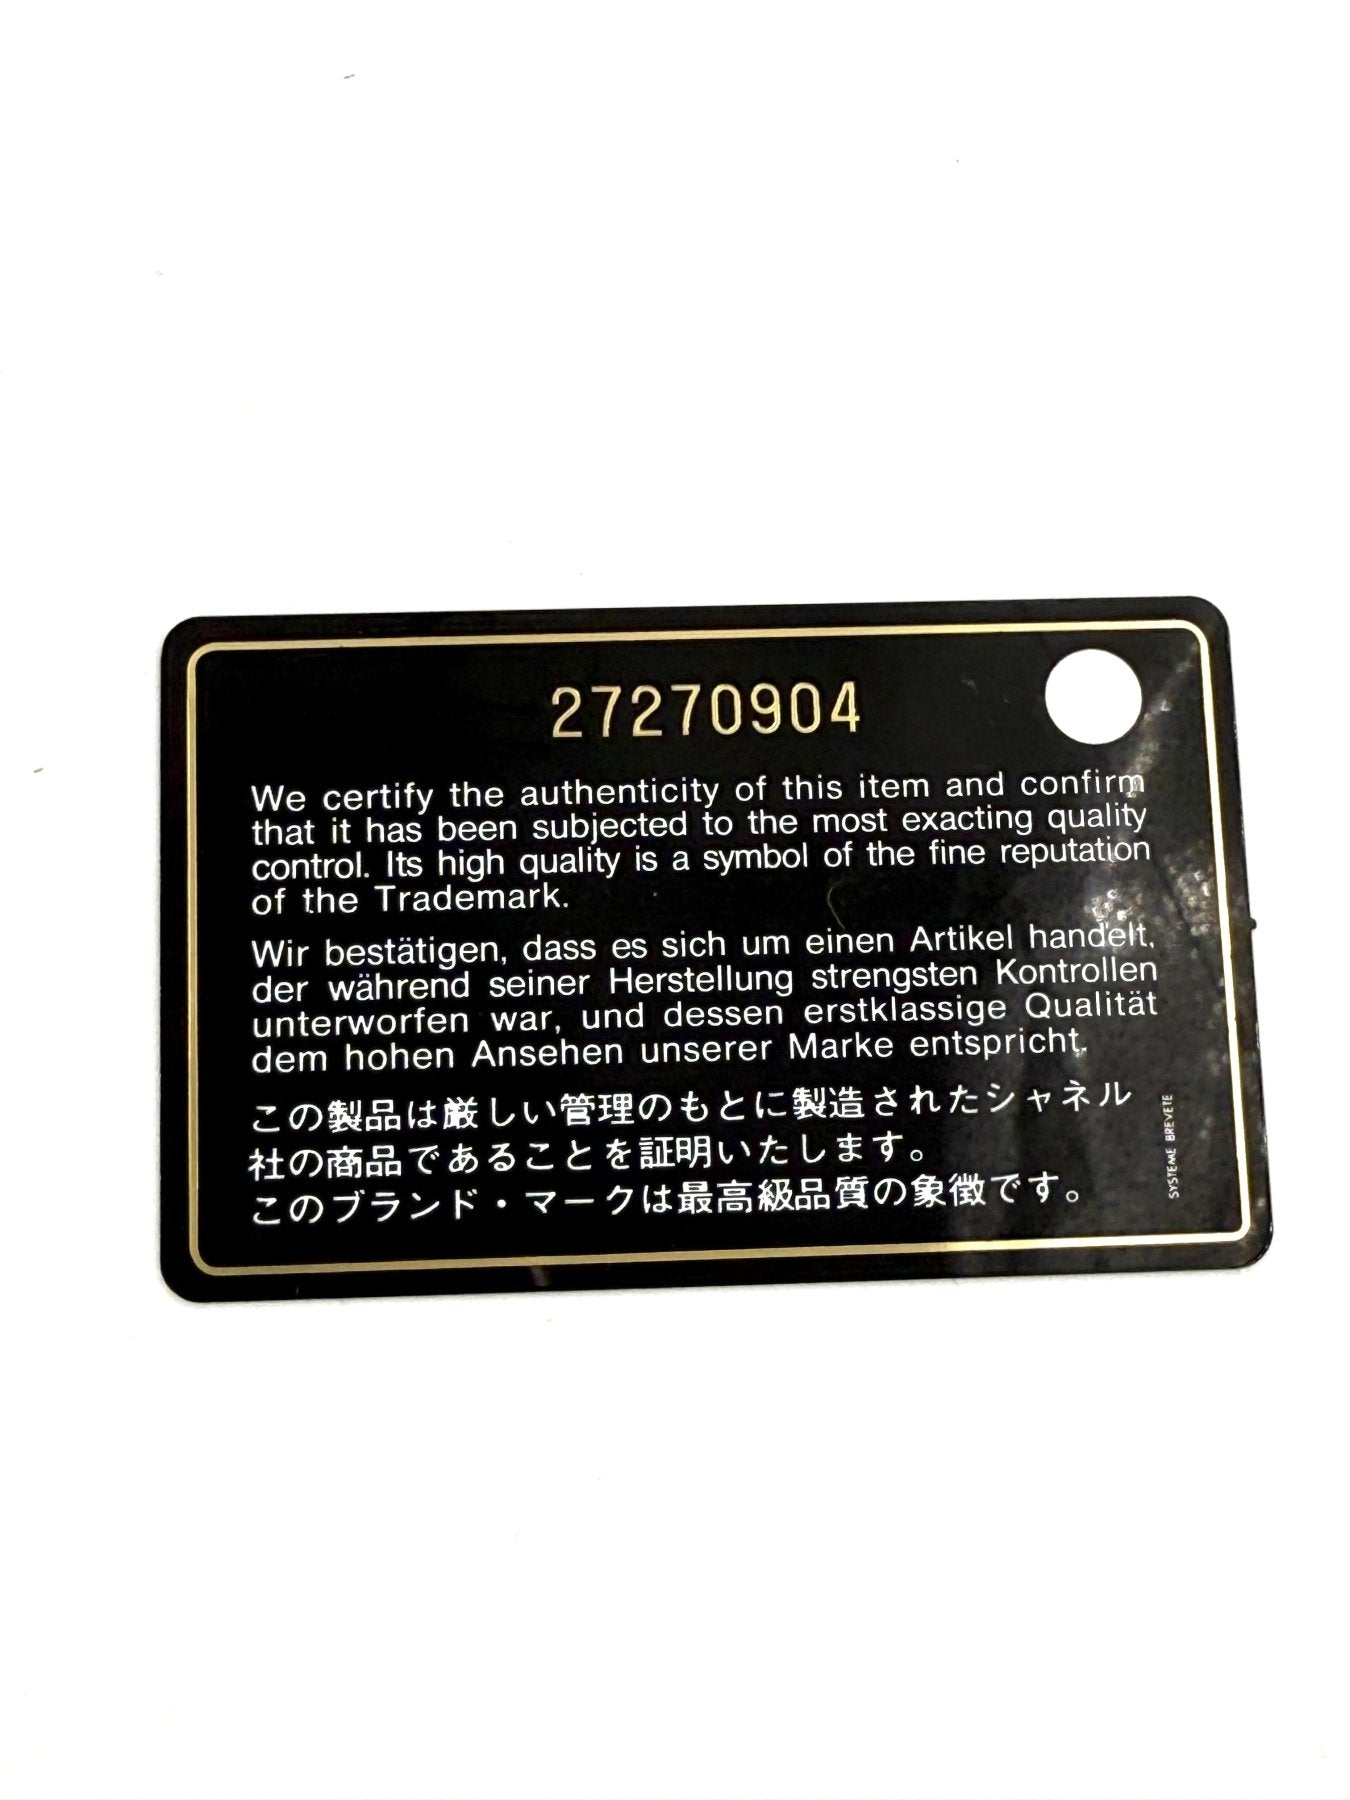 27270904
We certify the authenticity of this item and confirm
that it has been subjected to the most exacting quality
control. Its high quality is a symbol of the fine reputation
of the Trademark.
Wir bestätigen, dass es sich um einen Artikel handelt,
der während seiner Herstellung strengsten Kontrollen
unterworfen war, und dessen erstklassige Qualität
dem hohen Ansehen unserer Marke entspricht.
この製品は厳しい管理のもとに製造されたシャネル
社の商品であることを証明いたします。
このブランド・マークは最高級品質の象徴です。
SYSTEME BREVETE